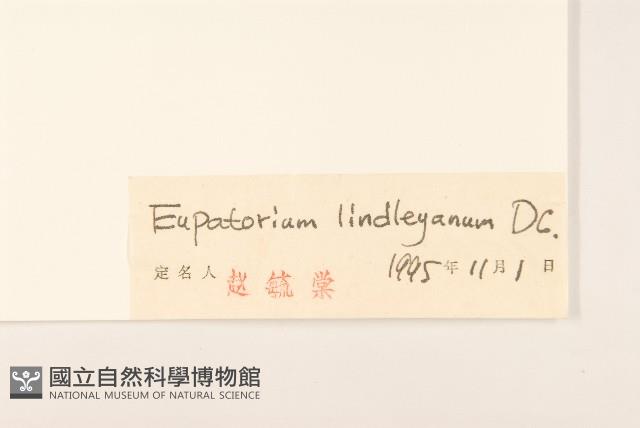 Eupatorium lindleyanum DC.
定名人 赵毓棠 1995年11月1日
國立自然科學博物館
NATIONAL MUSEUM OF NATURAL SCIENCE